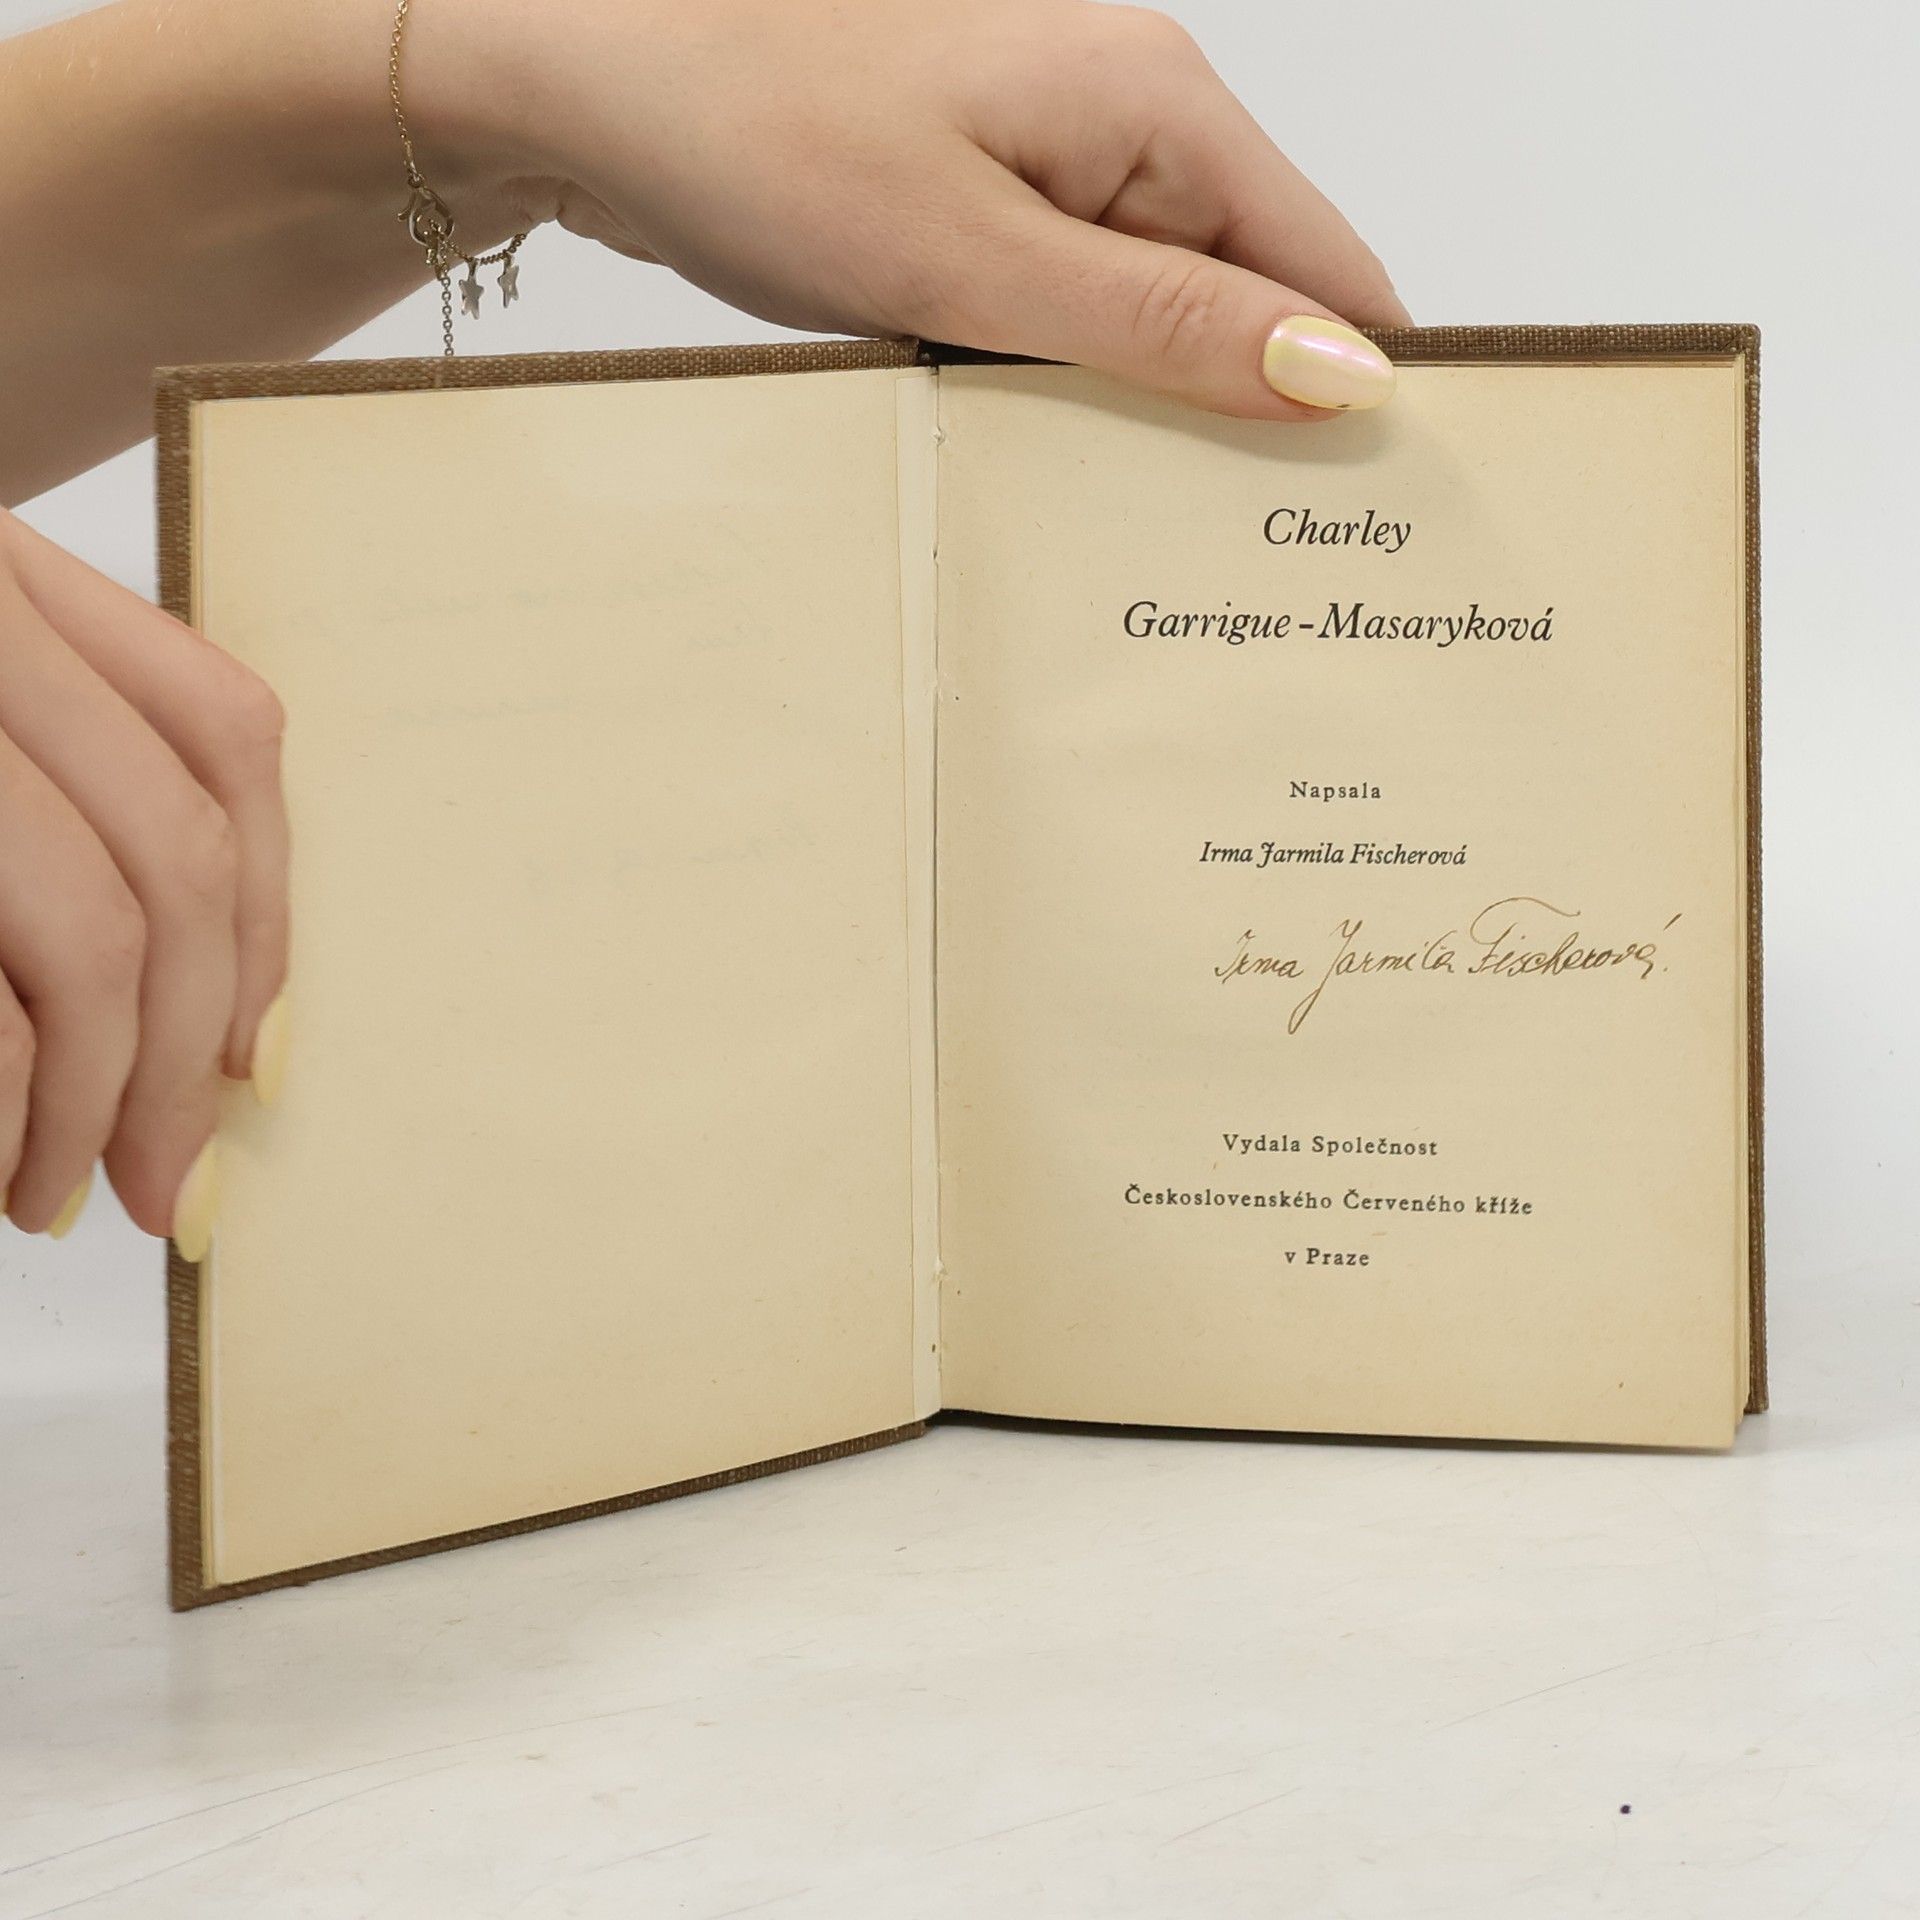 Charley
Garrigue-Masaryková
Napsala
Irma Jarmila Fischerová
Irma Jarmila Fischerová.
Vydala Společnost
Československého Červeného kříže
v Praze